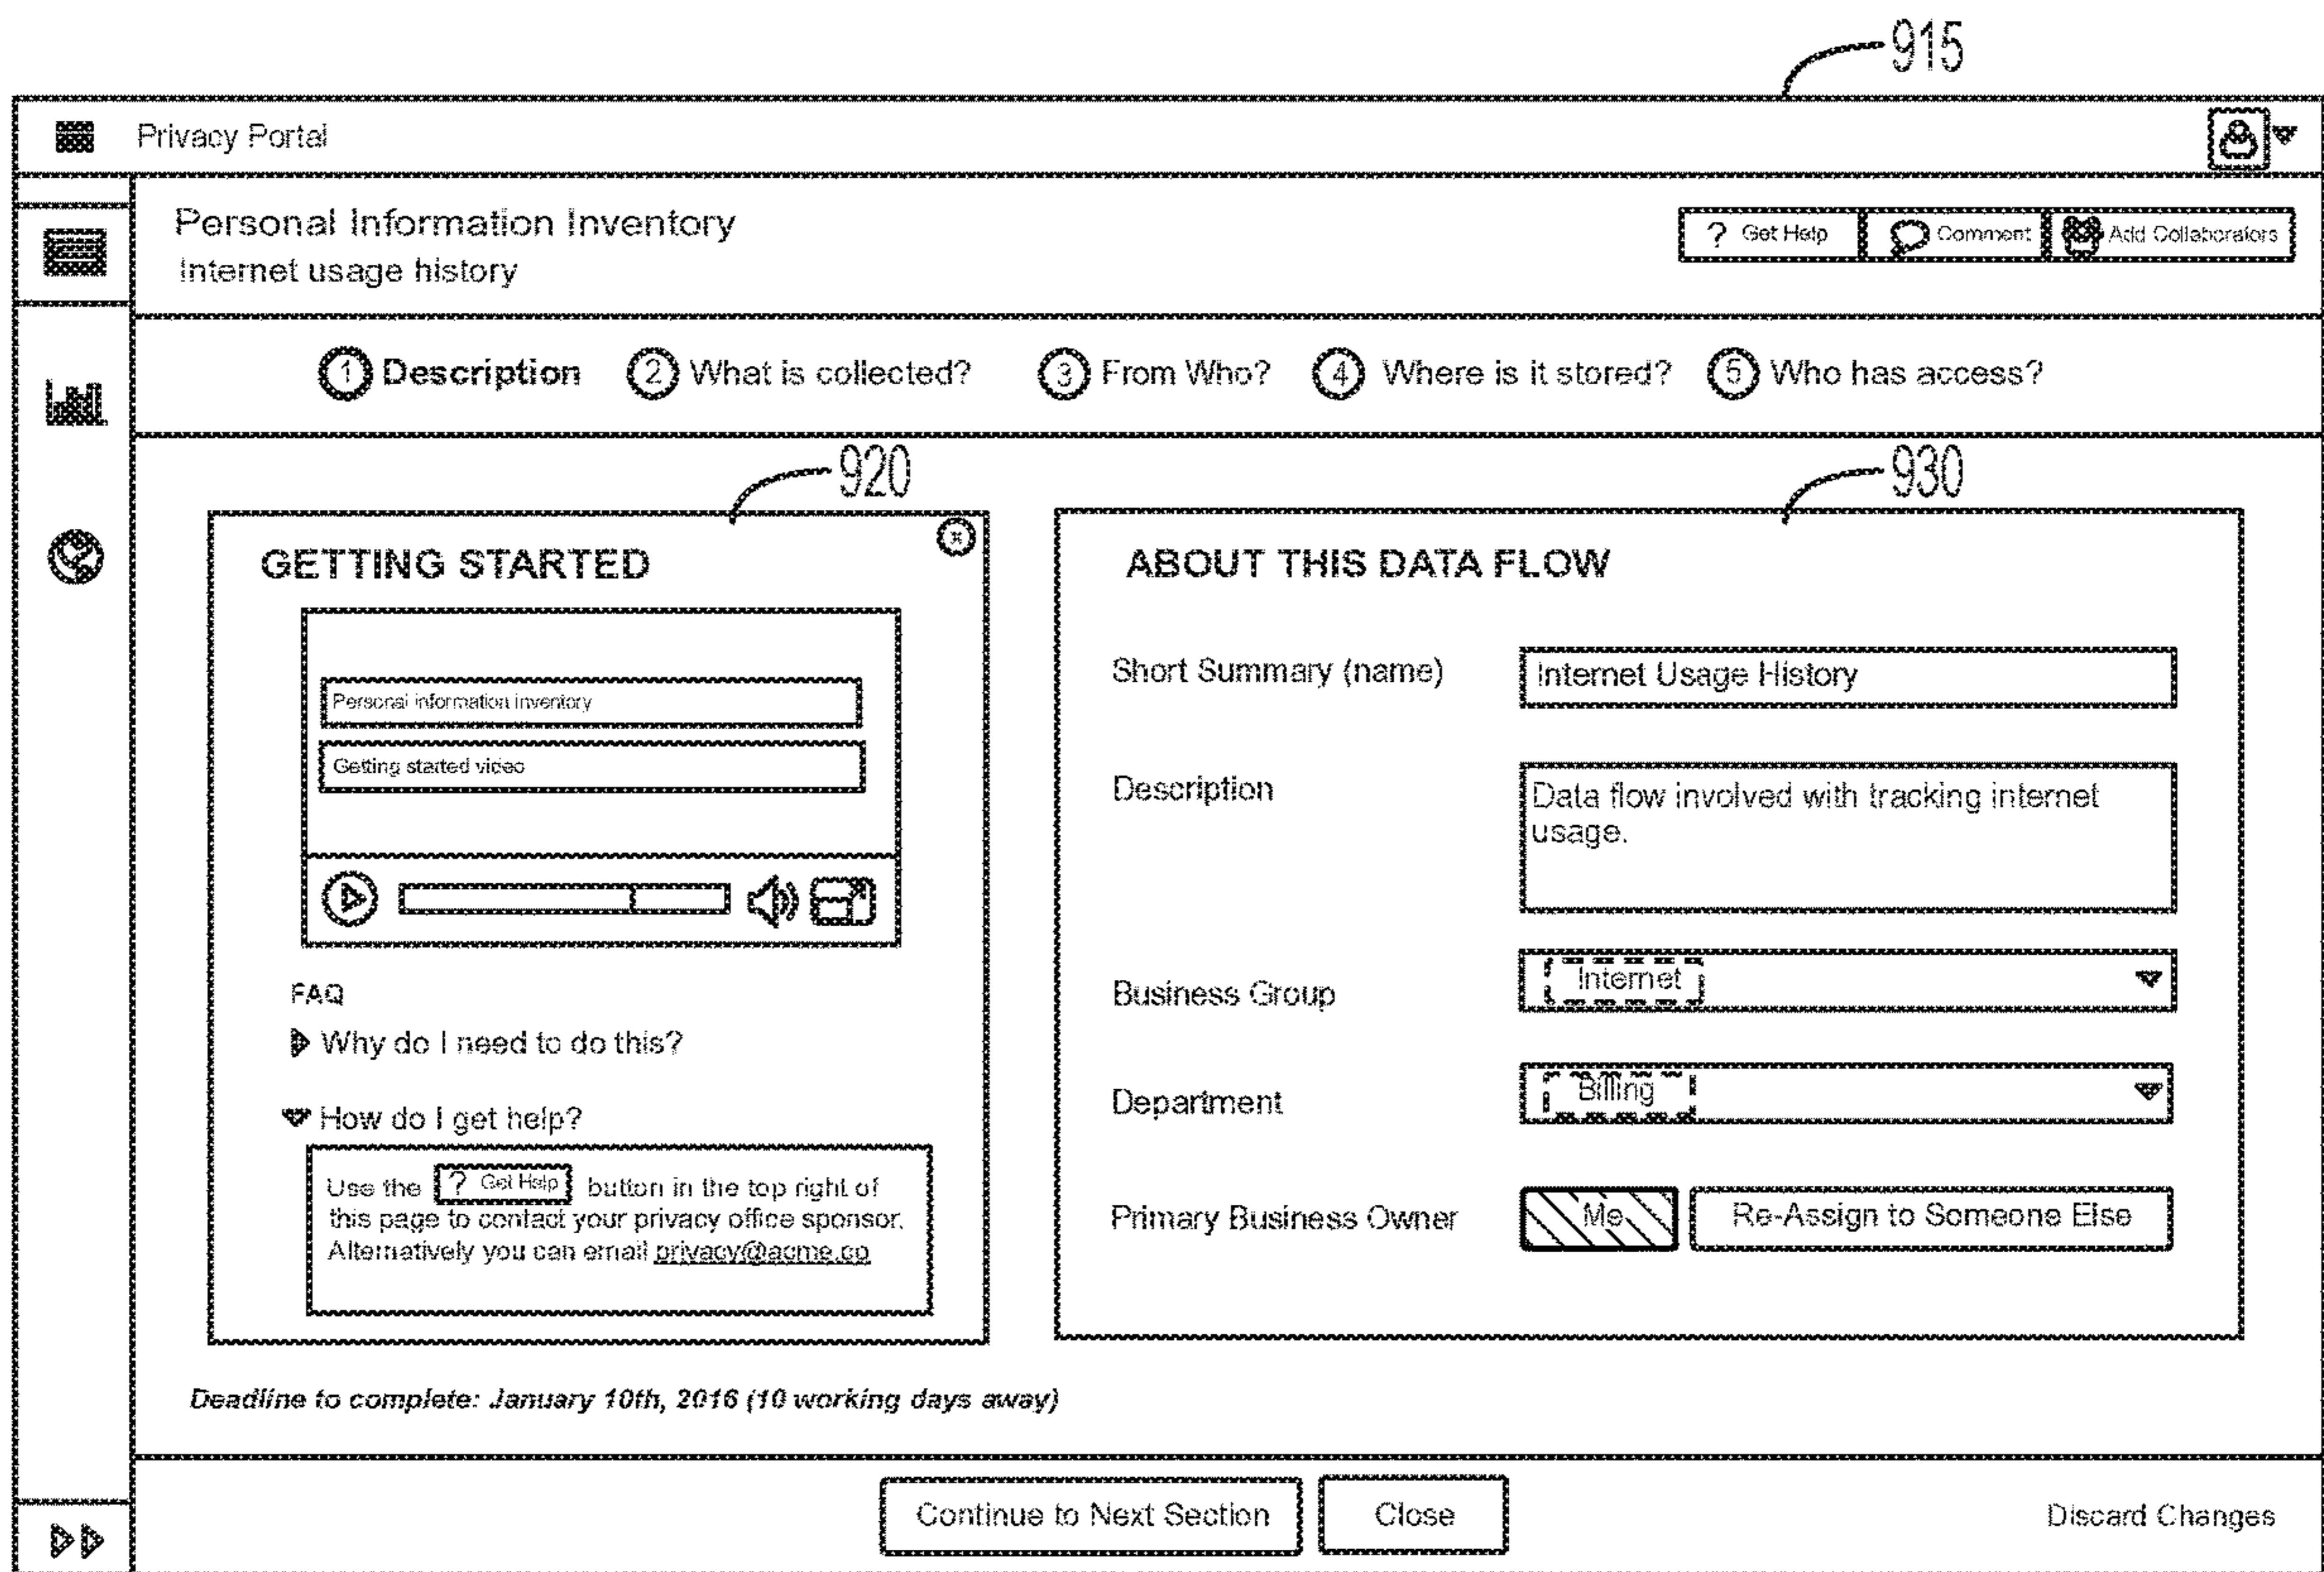 915
Privacy Portal
Personal Information Inventory
Internet usage history
? Get Help
Comment
Add Collaborators
1 Description
2 What is collected?
3 From Who?
4 Where is it stored?
5 Who has access?
920
930
GETTING STARTED
x
Personal information inventory
Getting started video
FAQ
Why do I need to do this?
How do I get help?
Use the ? Get Help button in the top right of
this page to contact your privacy office sponsor.
Alternatively you can email privacy@acme.co
ABOUT THIS DATA FLOW
Short Summary (name)
Internet Usage History
Description
Data flow involved with tracking internet
usage.
Business Group
Internet
Department
Billing
Primary Business Owner
Me
Re-Assign to Someone Else
Deadline to complete: January 10th, 2016 (10 working days away)
Continue to Next Section
Close
Discard Changes